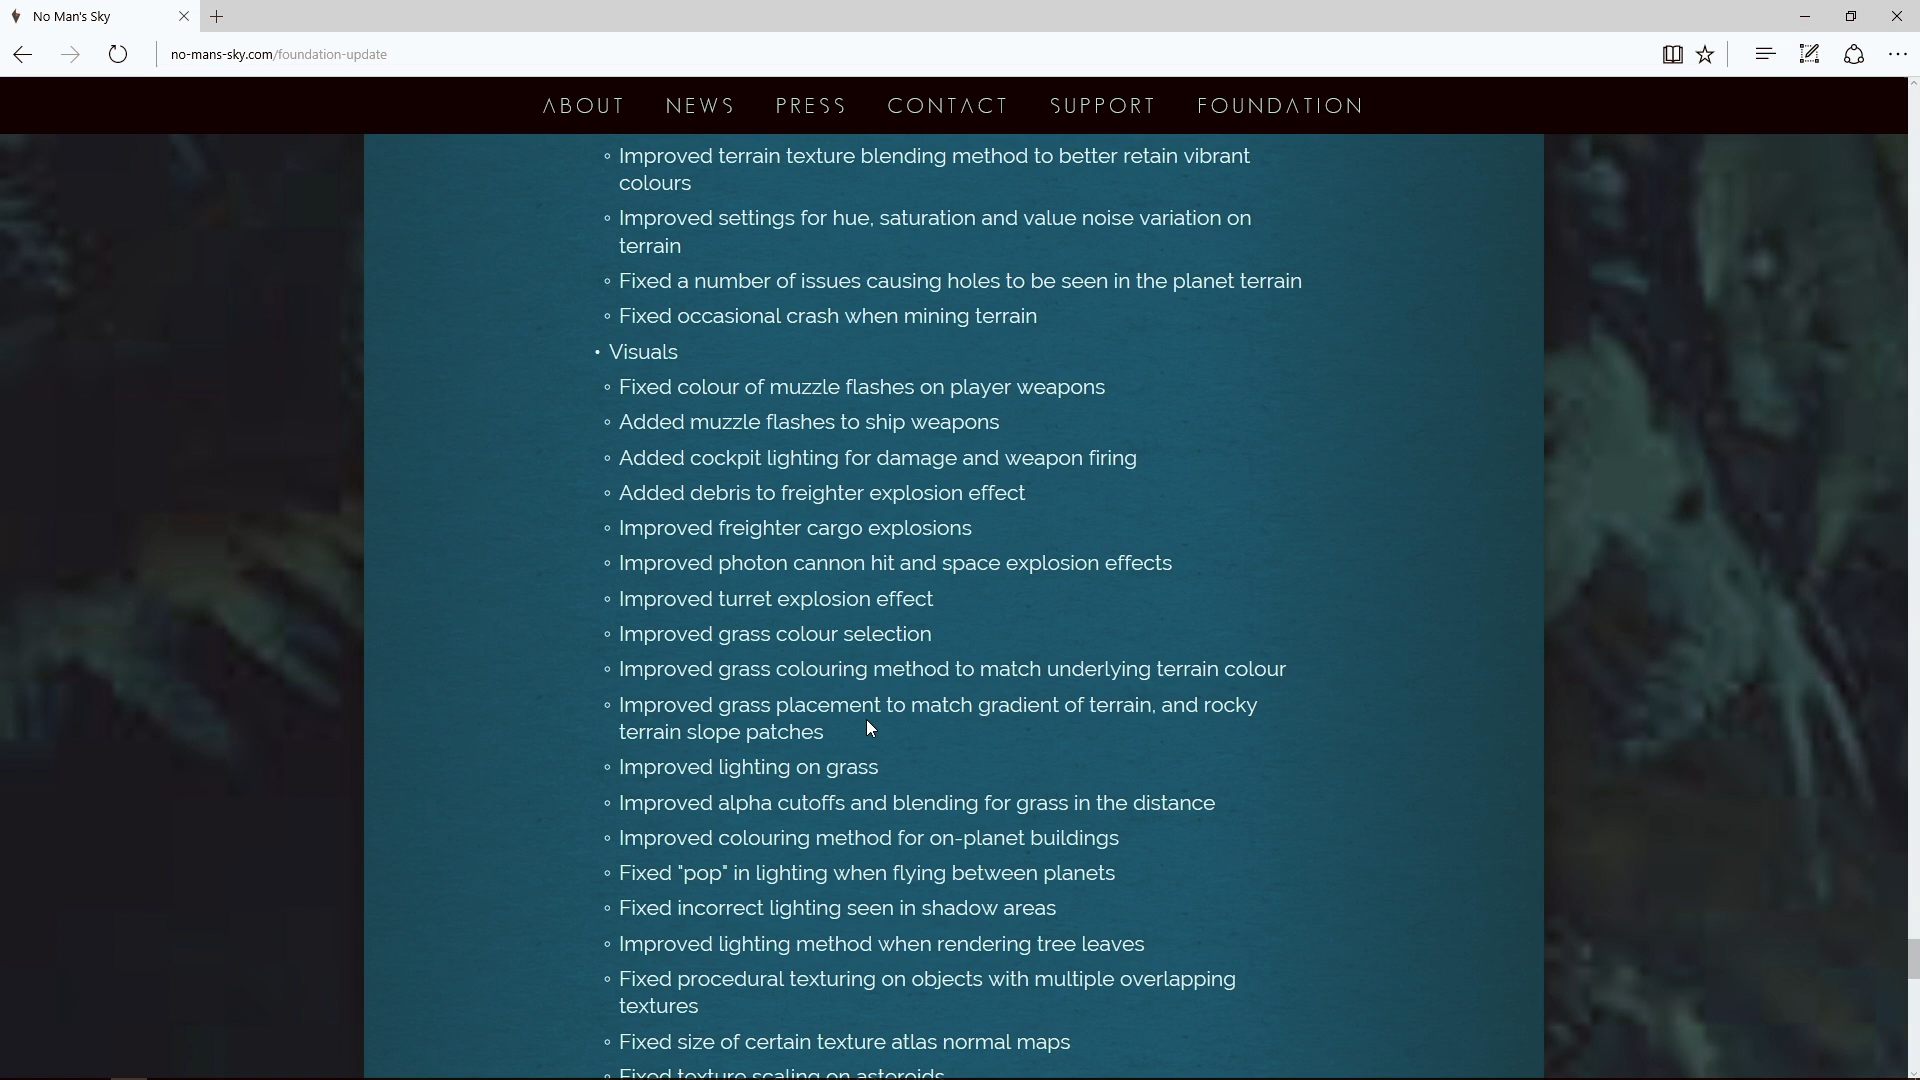 No Man's Sky
no-mans-sky.com/foundation-update
ABOUT NEWS PRESS CONTACT SUPPORT FOUNDATION
◦ Improved terrain texture blending method to better retain vibrant
colours
◦ Improved settings for hue, saturation and value noise variation on
terrain
◦ Fixed a number of issues causing holes to be seen in the planet terrain
◦ Fixed occasional crash when mining terrain
• Visuals
◦ Fixed colour of muzzle flashes on player weapons
◦ Added muzzle flashes to ship weapons
◦ Added cockpit lighting for damage and weapon firing
◦ Added debris to freighter explosion effect
◦ Improved freighter cargo explosions
◦ Improved photon cannon hit and space explosion effects
◦ Improved turret explosion effect
◦ Improved grass colour selection
◦ Improved grass colouring method to match underlying terrain colour
◦ Improved grass placement to match gradient of terrain, and rocky
terrain slope patches
◦ Improved lighting on grass
◦ Improved alpha cutoffs and blending for grass in the distance
◦ Improved colouring method for on-planet buildings
◦ Fixed "pop" in lighting when flying between planets
◦ Fixed incorrect lighting seen in shadow areas
◦ Improved lighting method when rendering tree leaves
◦ Fixed procedural texturing on objects with multiple overlapping
textures
◦ Fixed size of certain texture atlas normal maps
◦ Fixed texture scaling on asteroids